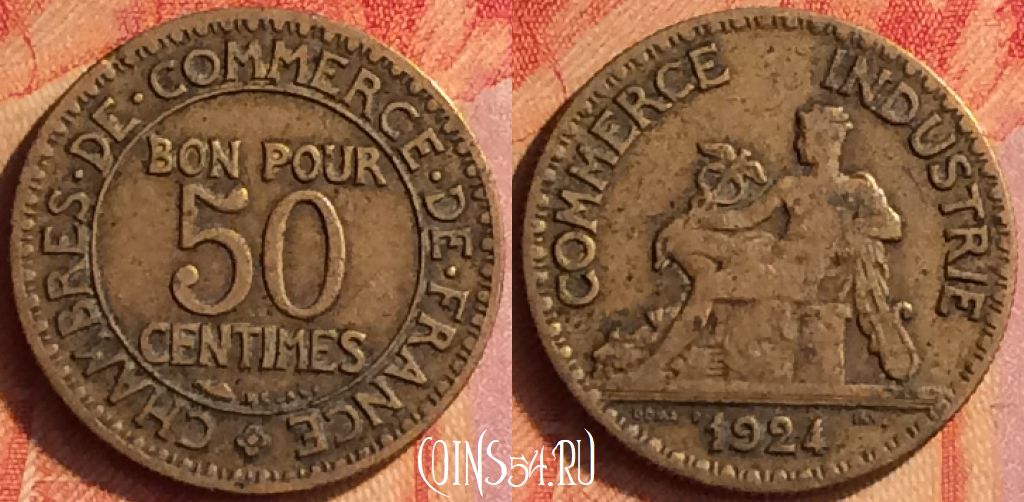 CHAMBRES · DE · COMMERCE · DE · FRANCE
BON POUR
50
CENTIMES
COMMERCE INDUSTRIE
1924
COINS54.RU